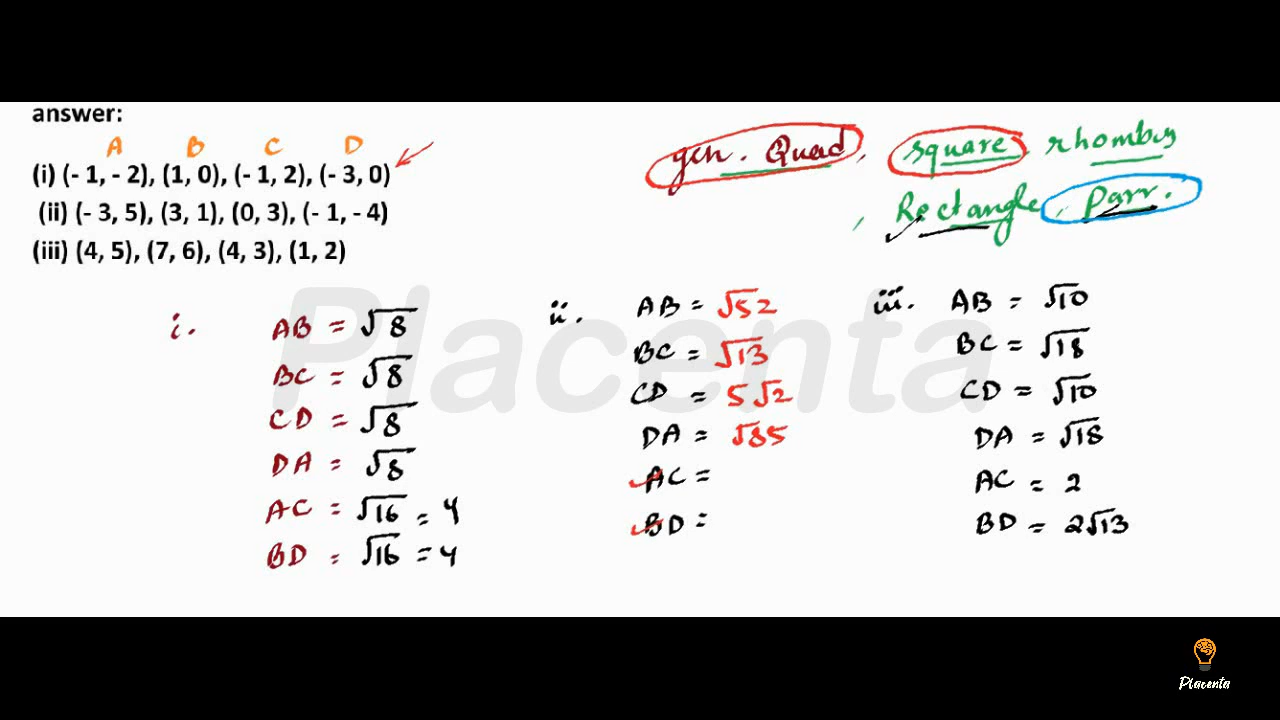 answer:
A B C D
(i) (- 1, - 2), (1, 0), (- 1, 2), (- 3, 0)
(ii) (- 3, 5), (3, 1), (0, 3), (- 1, - 4)
(iii) (4, 5), (7, 6), (4, 3), (1, 2)
gen. Quad, square, rhombus
, Rectangle, Parr.
i. AB = √8
BC = √8
CD = √8
DA = √8
AC = √16 = 4
BD = √16 = 4
ii. AB = √52
BC = √13
CD = 5√2
DA = √85
AC =
BD =
iii. AB = √10
BC = √18
CD = √10
DA = √18
AC = 2
BD = 2√13
Placenta
Placenta